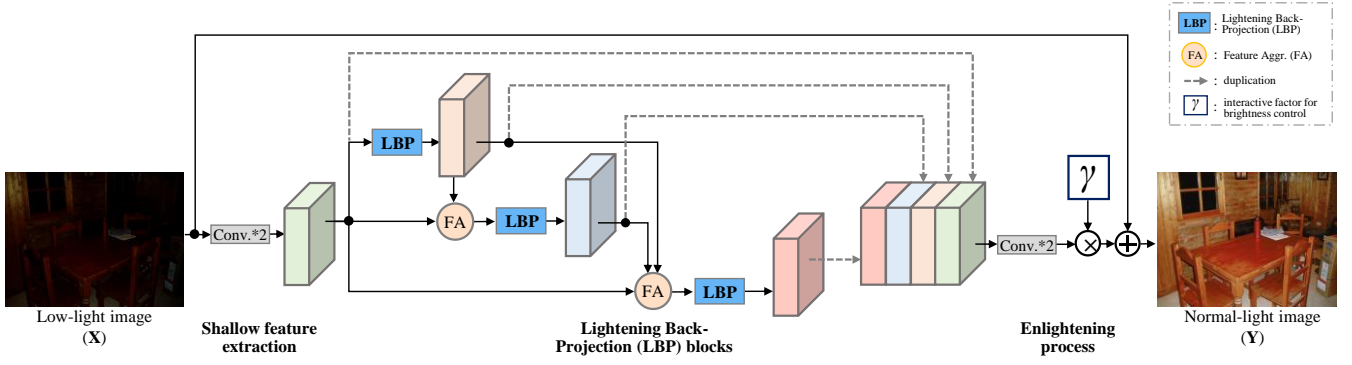 LBP : Lightening Back-
Projection (LBP)
FA : Feature Aggr. (FA)
: duplication
γ : interactive factor for
brightness control
LBP
γ
FA
LBP
Conv.*2
Conv.*2
FA
LBP
Low-light image
(X)
Shallow feature
extraction
Lightening Back-
Projection (LBP) blocks
Enlightening
process
Normal-light image
(Y)